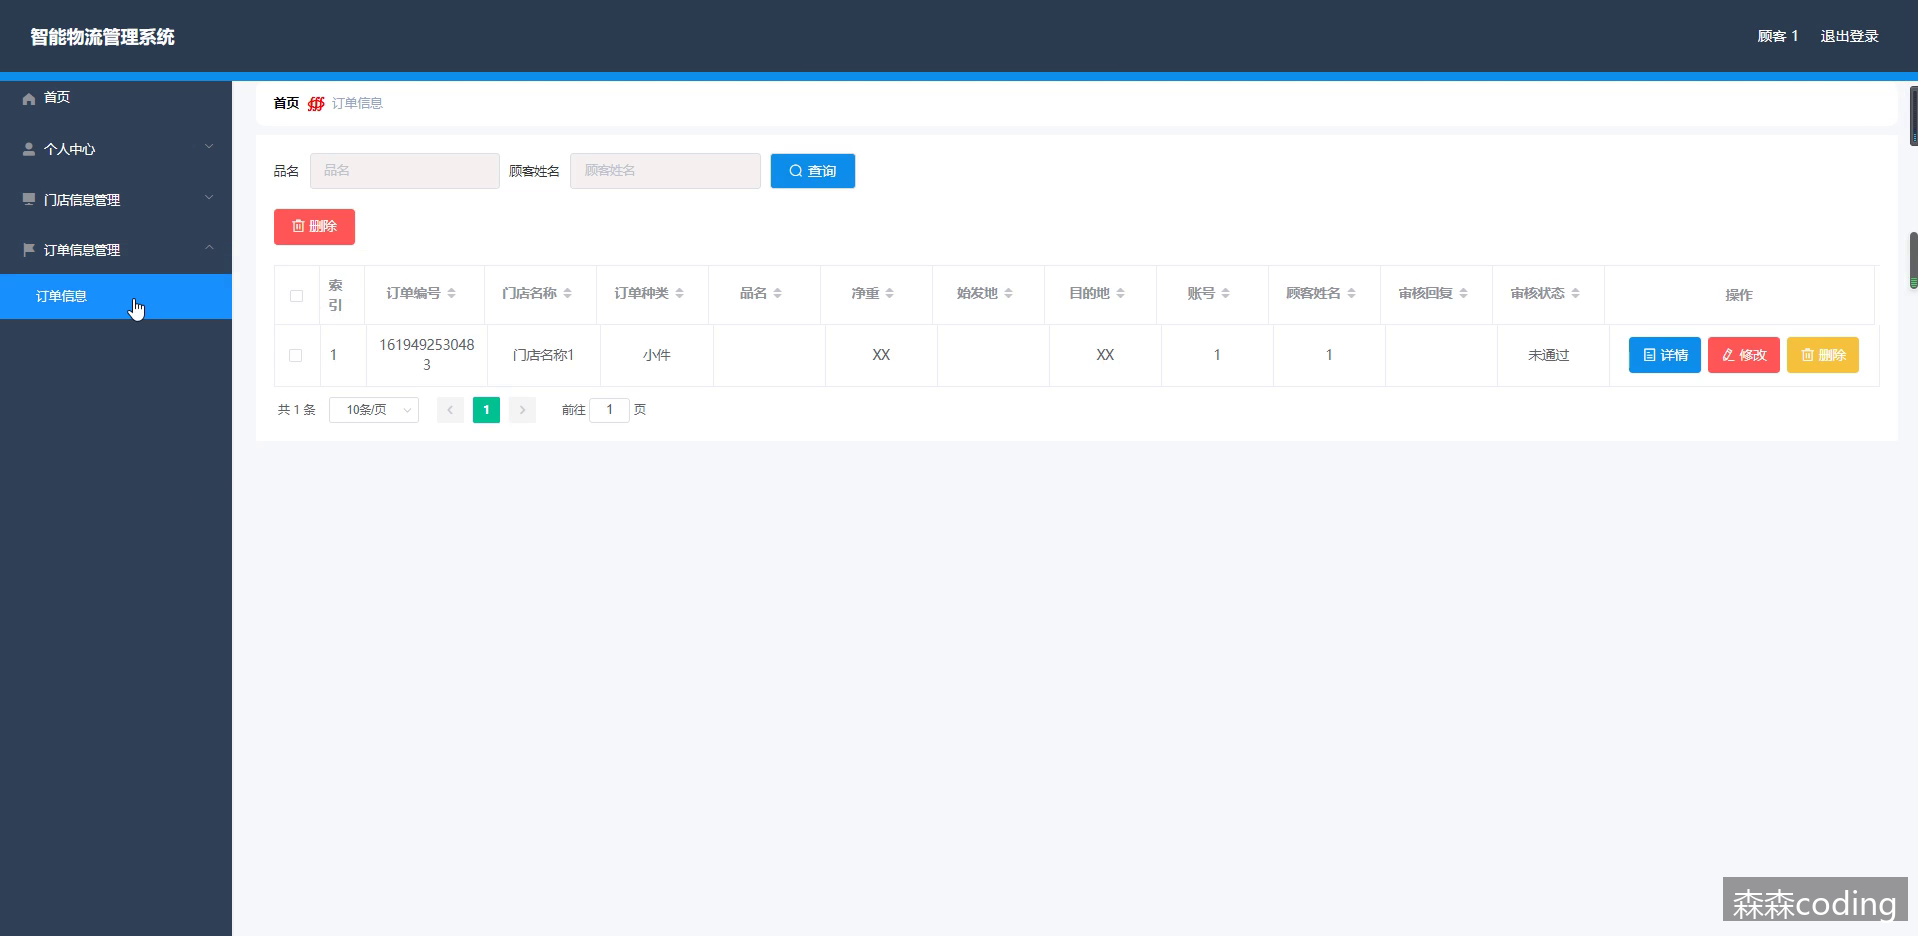 智能物流管理系统
顾客 1
退出登录
首页
个人中心
门店信息管理
订单信息管理
订单信息
首页 订单信息
品名 品名 顾客姓名 顾客姓名 查询
删除
索引 订单编号 门店名称 订单种类 品名 净重 始发地 目的地 账号 顾客姓名 审核回复 审核状态 操作
1 1619492530483 门店名称1 小件 XX XX 1 1 未通过 详情 修改 删除
共 1 条 10条/页 1 前往 1 页
森森coding